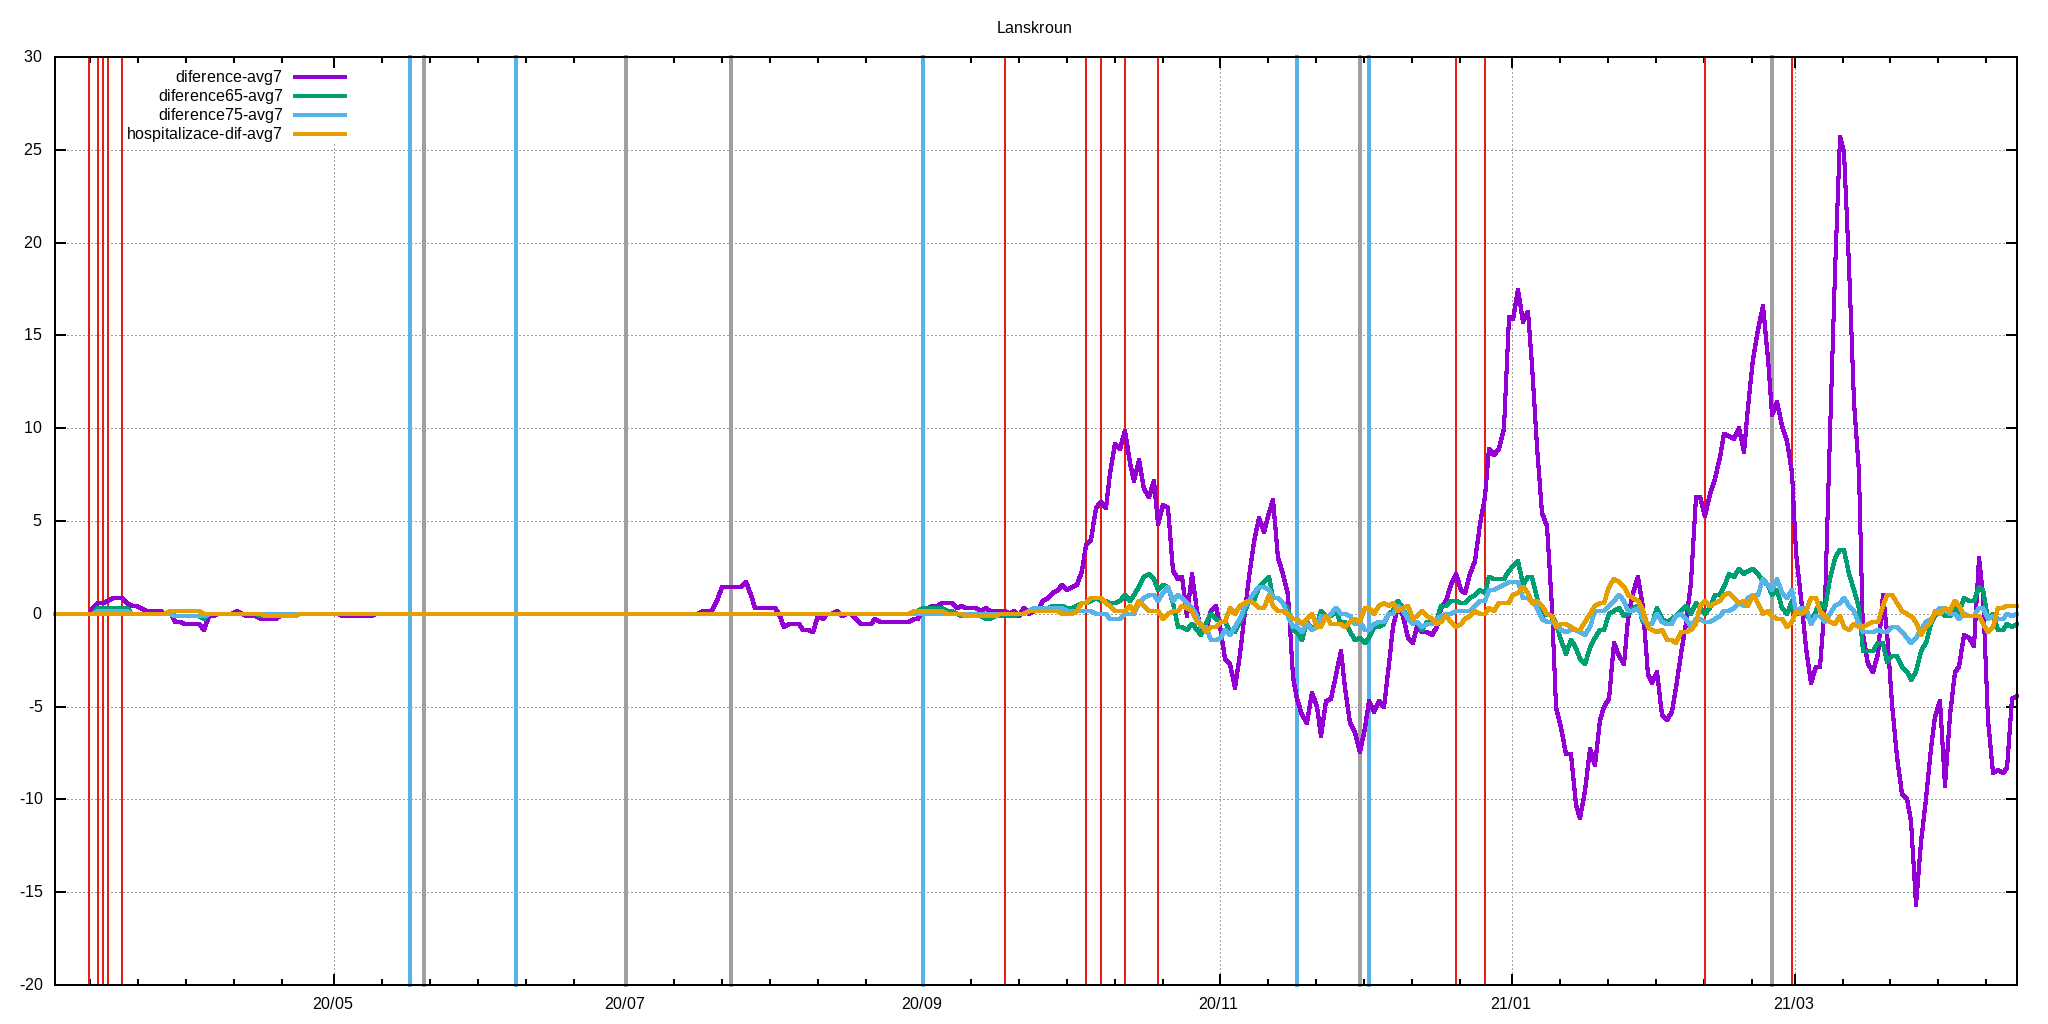 Lanskroun
30
diference-avg7
diference65-avg7
diference75-avg7
hospitalizace-dif-avg7
25
20
15
10
5
0
-5
-10
-15
-20
20/05 20/07 20/09 20/11 21/01 21/03